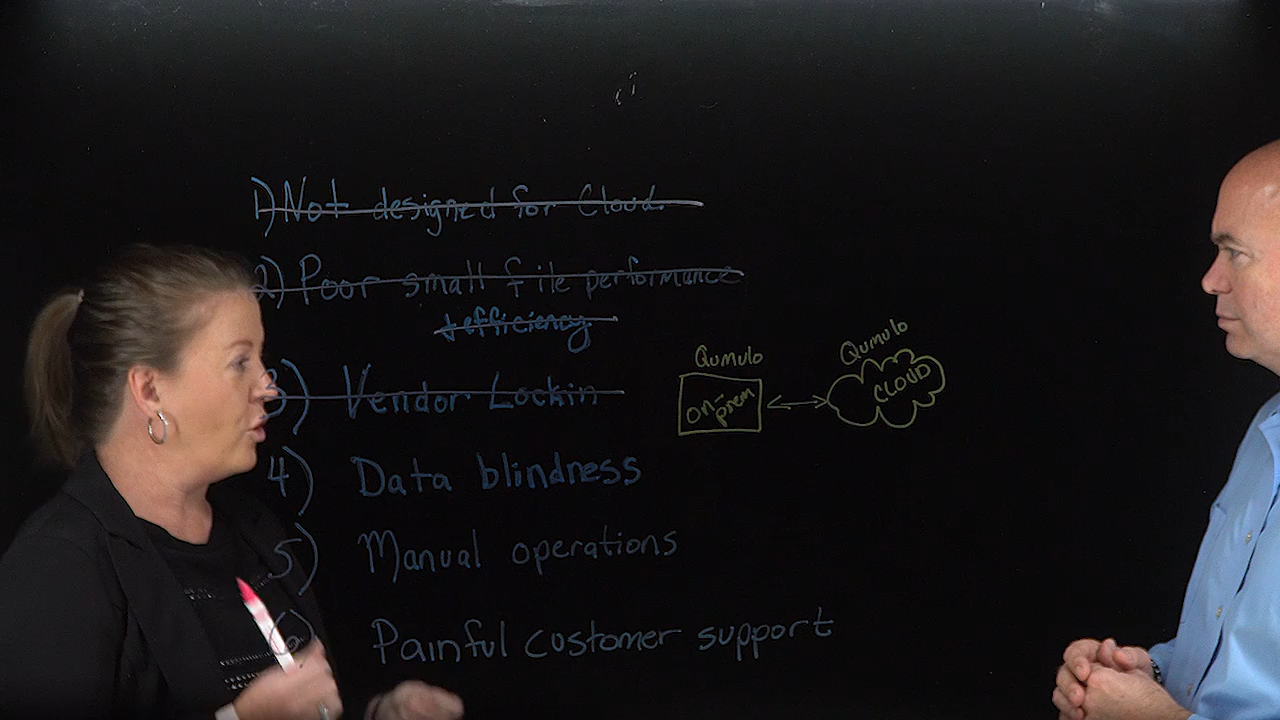 1) Not designed for Cloud.
2) Poor small file performance
+ efficiency
3) Vendor Lockin
Qumulo
on-prem
Qumulo
CLOUD
4) Data blindness
5) Manual operations
6) Painful customer support